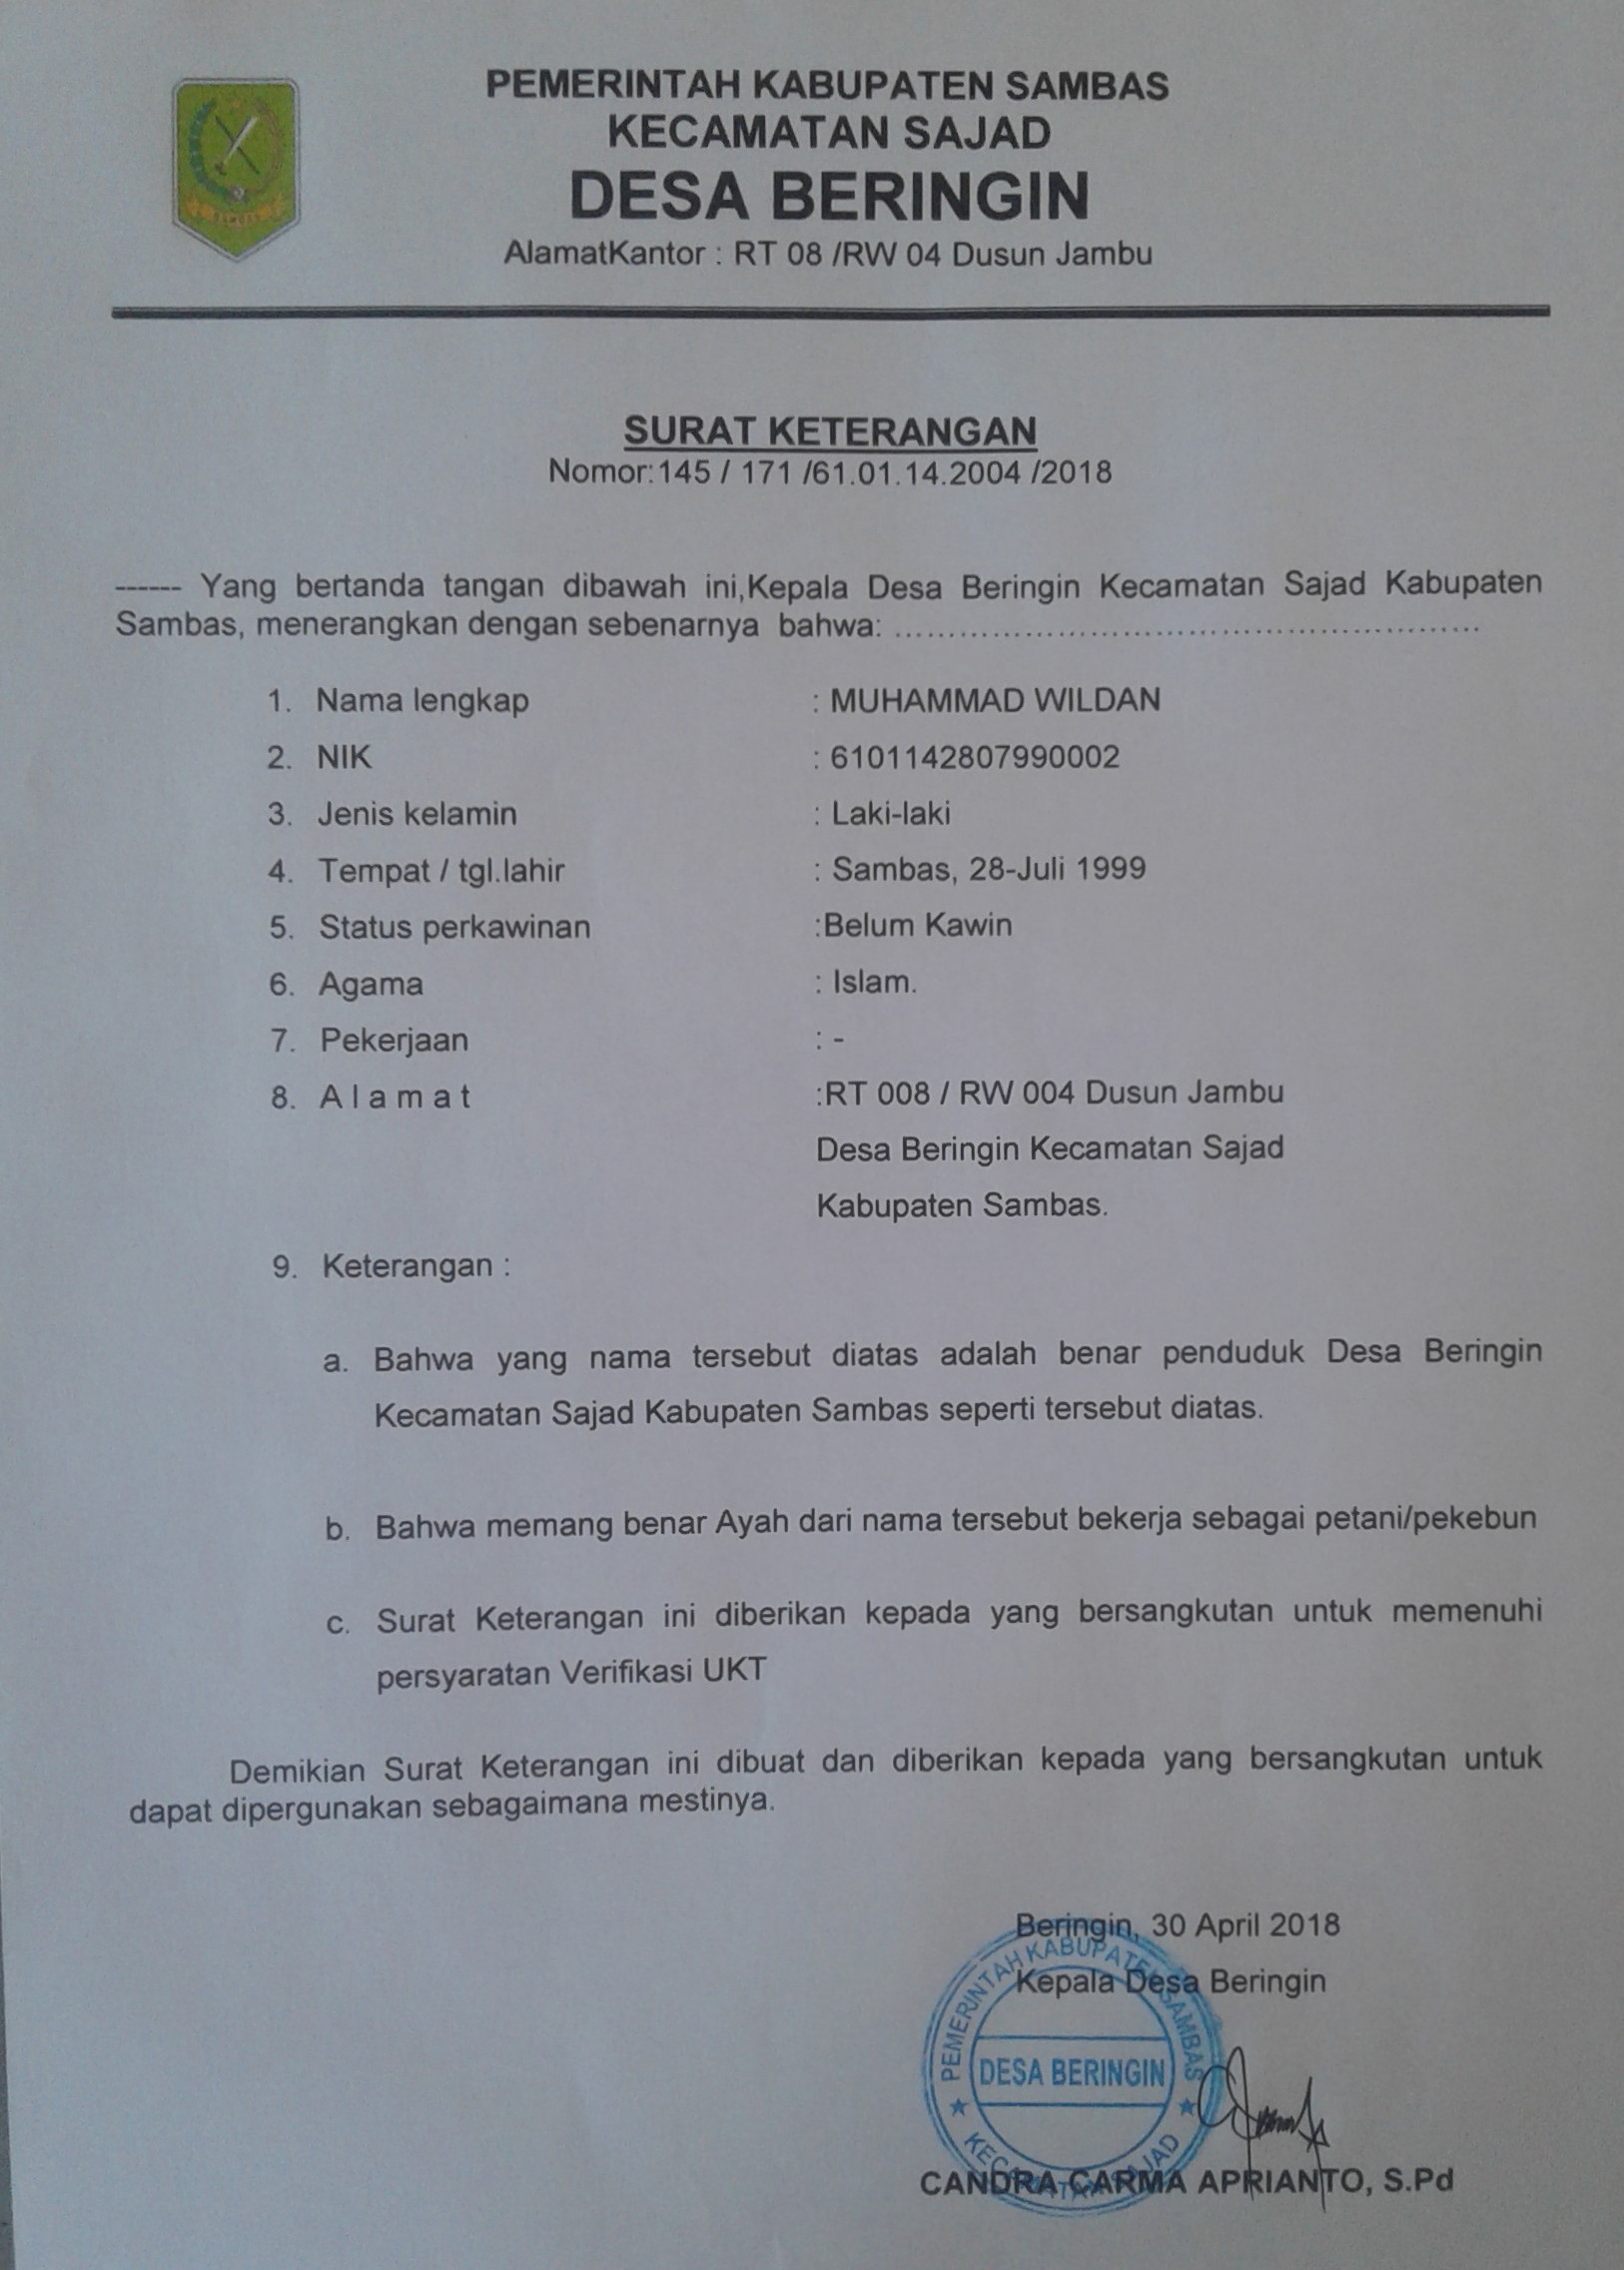 PEMERINTAH KABUPATEN SAMBAS
KECAMATAN SAJAD
DESA BERINGIN
AlamatKantor : RT 08 /RW 04 Dusun Jambu
SAMBAS
SURAT KETERANGAN
Nomor:145 / 171 /61.01.14.2004 /2018
------ Yang bertanda tangan dibawah ini,Kepala Desa Beringin Kecamatan Sajad Kabupaten
Sambas, menerangkan dengan sebenarnya bahwa: ........................................................
1. Nama lengkap : MUHAMMAD WILDAN
2. NIK : 6101142807990002
3. Jenis kelamin : Laki-laki
4. Tempat / tgl.lahir : Sambas, 28-Juli 1999
5. Status perkawinan :Belum Kawin
6. Agama : Islam.
7. Pekerjaan : -
8. A l a m a t :RT 008 / RW 004 Dusun Jambu
Desa Beringin Kecamatan Sajad
Kabupaten Sambas.
9. Keterangan :
a. Bahwa yang nama tersebut diatas adalah benar penduduk Desa Beringin
Kecamatan Sajad Kabupaten Sambas seperti tersebut diatas.
b. Bahwa memang benar Ayah dari nama tersebut bekerja sebagai petani/pekebun
c. Surat Keterangan ini diberikan kepada yang bersangkutan untuk memenuhi
persyaratan Verifikasi UKT
Demikian Surat Keterangan ini dibuat dan diberikan kepada yang bersangkutan untuk
dapat dipergunakan sebagaimana mestinya.
Beringin, 30 April 2018
Kepala Desa Beringin
PEMERINTAH KABUPATEN SAMBAS
DESA BERINGIN
KECAMATAN SAJAD
CANDRA CARMA APRIANTO, S.Pd